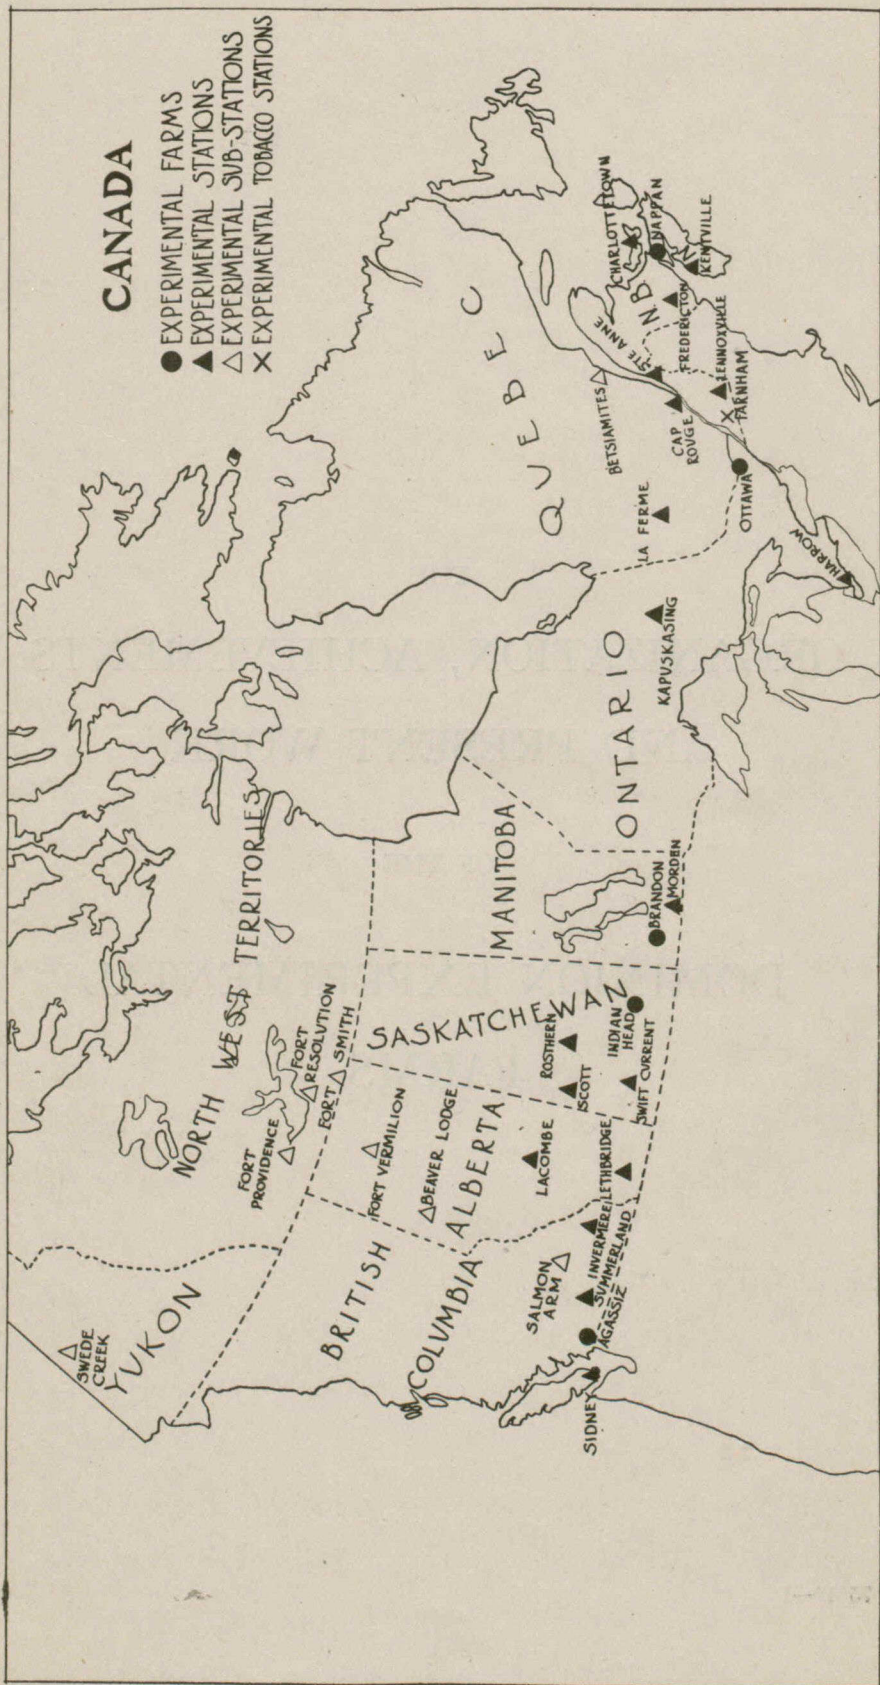 CANADA
EXPERIMENTAL FARMS
EXPERIMENTAL STATIONS
EXPERIMENTAL SUB-STATIONS
EXPERIMENTAL TOBACCO STATIONS
SWEDE
CREEK
YUKON
NORTH WEST TERRITORIES
FORT
PROVIDENCE
FORT
RESOLUTION
FORT SMITH
BRITISH
COLUMBIA
FORT VERMILION
BEAVER LODGE
ALBERTA
SASKATCHEWAN
MANITOBA
ONTARIO
QUEBEC
SALMON
ARM
SIDNEY
AGASSIZ
SUMMERLAND
INVERMERE
LETHBRIDGE
LACOMBE
SCOTT
ROSTHERN
SWIFT CURRENT
INDIAN
HEAD
BRANDON
MORDEN
KAPUSKASING
HARROW
LA FERME
OTTAWA
BETSIAMITES
CAP
ROUGE
STE ANNE
FARNHAM
LENNOXVILLE
FREDERICTON
N B
CHARLOTTETOWN
NAPPAN
KENTVILLE